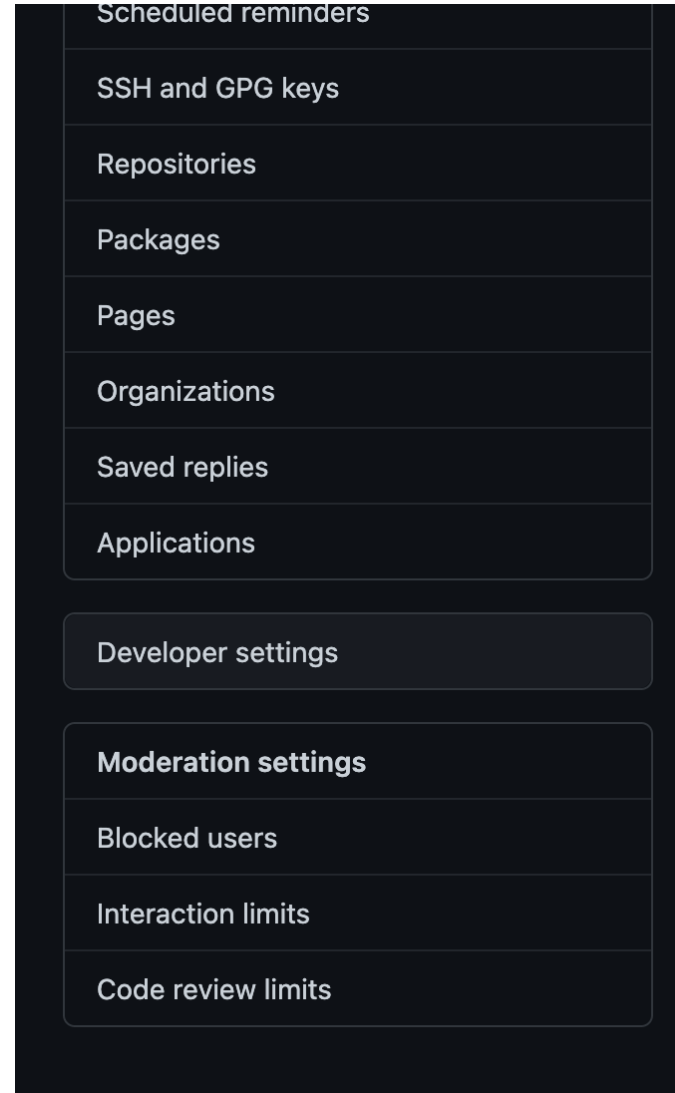 Scheduled reminders
SSH and GPG keys
Repositories
Packages
Pages
Organizations
Saved replies
Applications
Developer settings
Moderation settings
Blocked users
Interaction limits
Code review limits